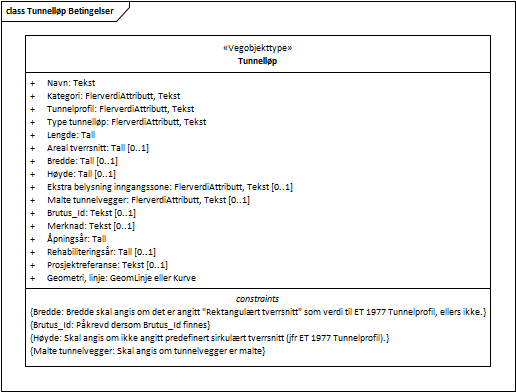 class Tunnelløp Betingelser
«Vegobjekttype»
Tunnelløp
+ Navn: Tekst
+ Kategori: FlerverdiAttributt, Tekst
+ Tunnelprofil: FlerverdiAttributt, Tekst
+ Type tunnelløp: FlerverdiAttributt, Tekst
+ Lengde: Tall
+ Areal tverrsnitt: Tall [0..1]
+ Bredde: Tall [0..1]
+ Høyde: Tall [0..1]
+ Ekstra belysning inngangssone: FlerverdiAttributt, Tekst [0..1]
+ Malte tunnelvegger: FlerverdiAttributt, Tekst [0..1]
+ Brutus_Id: Tekst [0..1]
+ Merknad: Tekst [0..1]
+ Åpningsår: Tall
+ Rehabiliteringsår: Tall [0..1]
+ Prosjektreferanse: Tekst [0..1]
+ Geometri, linje: GeomLinje eller Kurve
constraints
{Bredde: Bredde skal angis om det er angitt "Rektangulært tverrsnitt" som verdi til ET 1977 Tunnelprofil, ellers ikke.}
{Brutus_Id: Påkrevd dersom Brutus_Id finnes}
{Høyde: Skal angis om ikke angitt predefinert sirkulært tverrsnitt (jfr ET 1977 Tunnelprofil).}
{Malte tunnelvegger: Skal angis om tunnelvegger er malte}